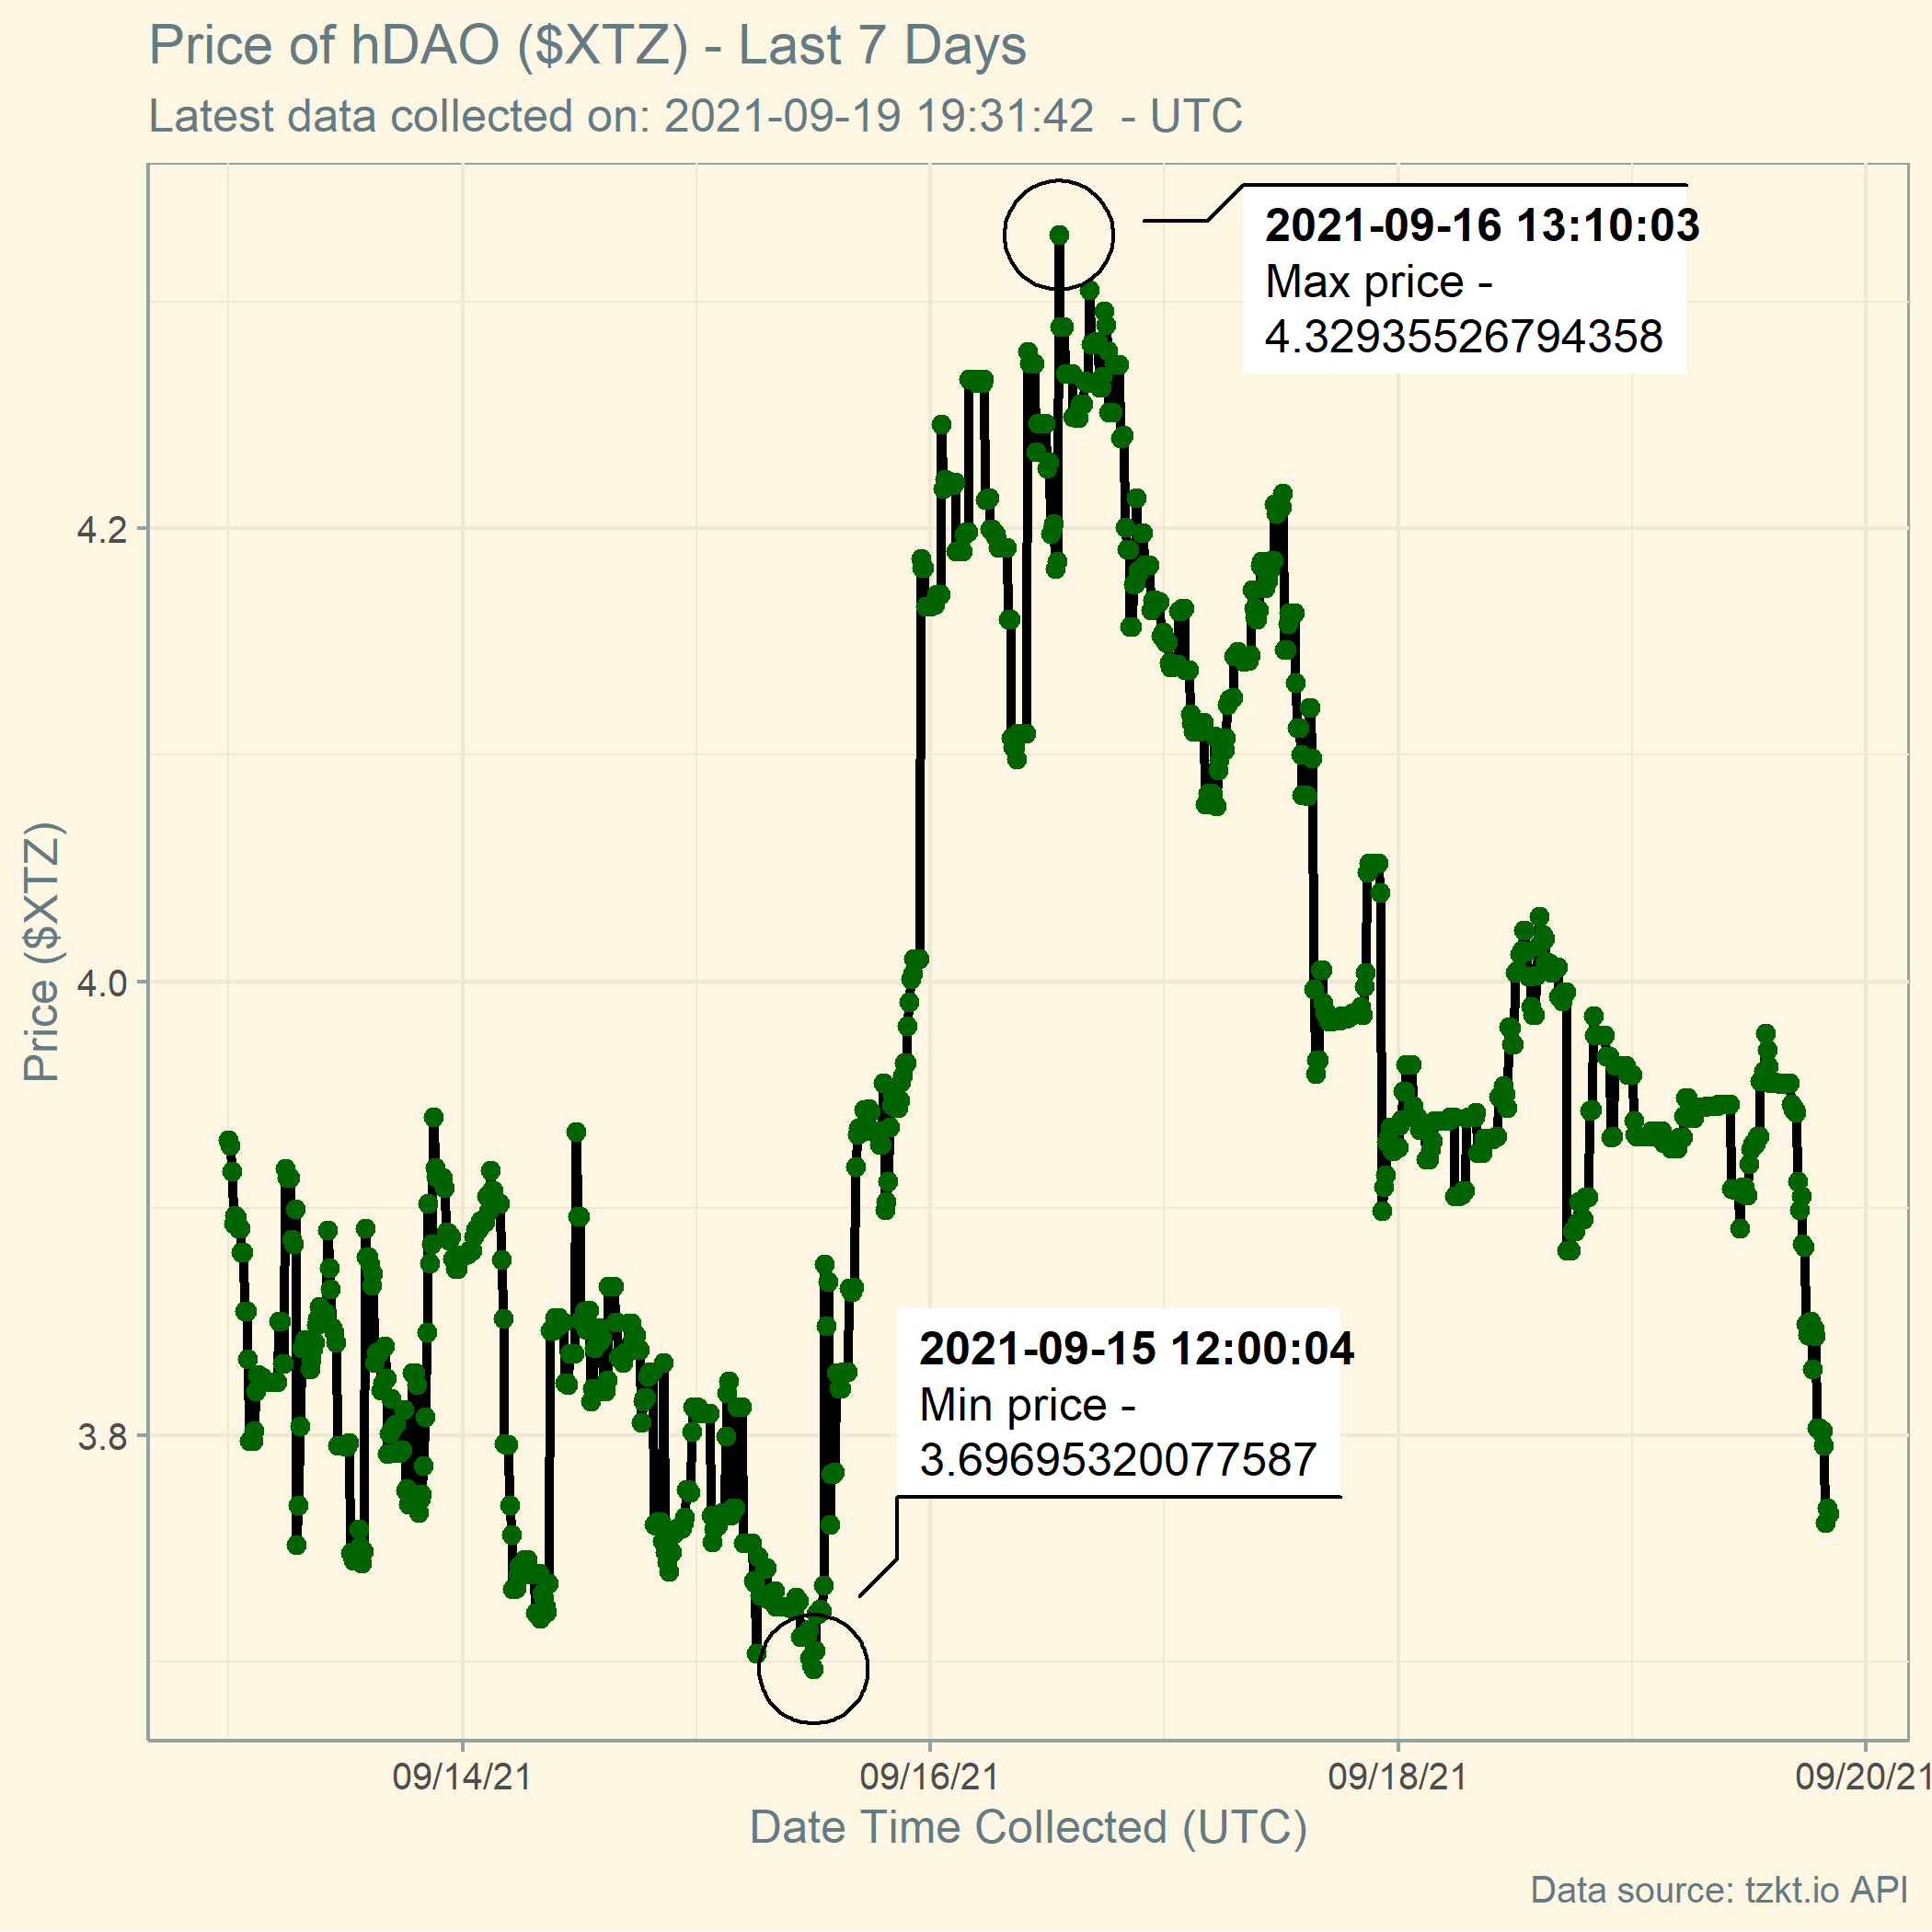 Price of hDAO ($XTZ) - Last 7 Days
Latest data collected on: 2021-09-19 19:31:42  - UTC
2021-09-16 13:10:03
Max price -
4.32935526794358
4.2
4.0
3.8
Price ($XTZ)
2021-09-15 12:00:04
Min price -
3.69695320077587
09/14/21
09/16/21
09/18/21
09/20/21
Date Time Collected (UTC)
Data source: tzkt.io API